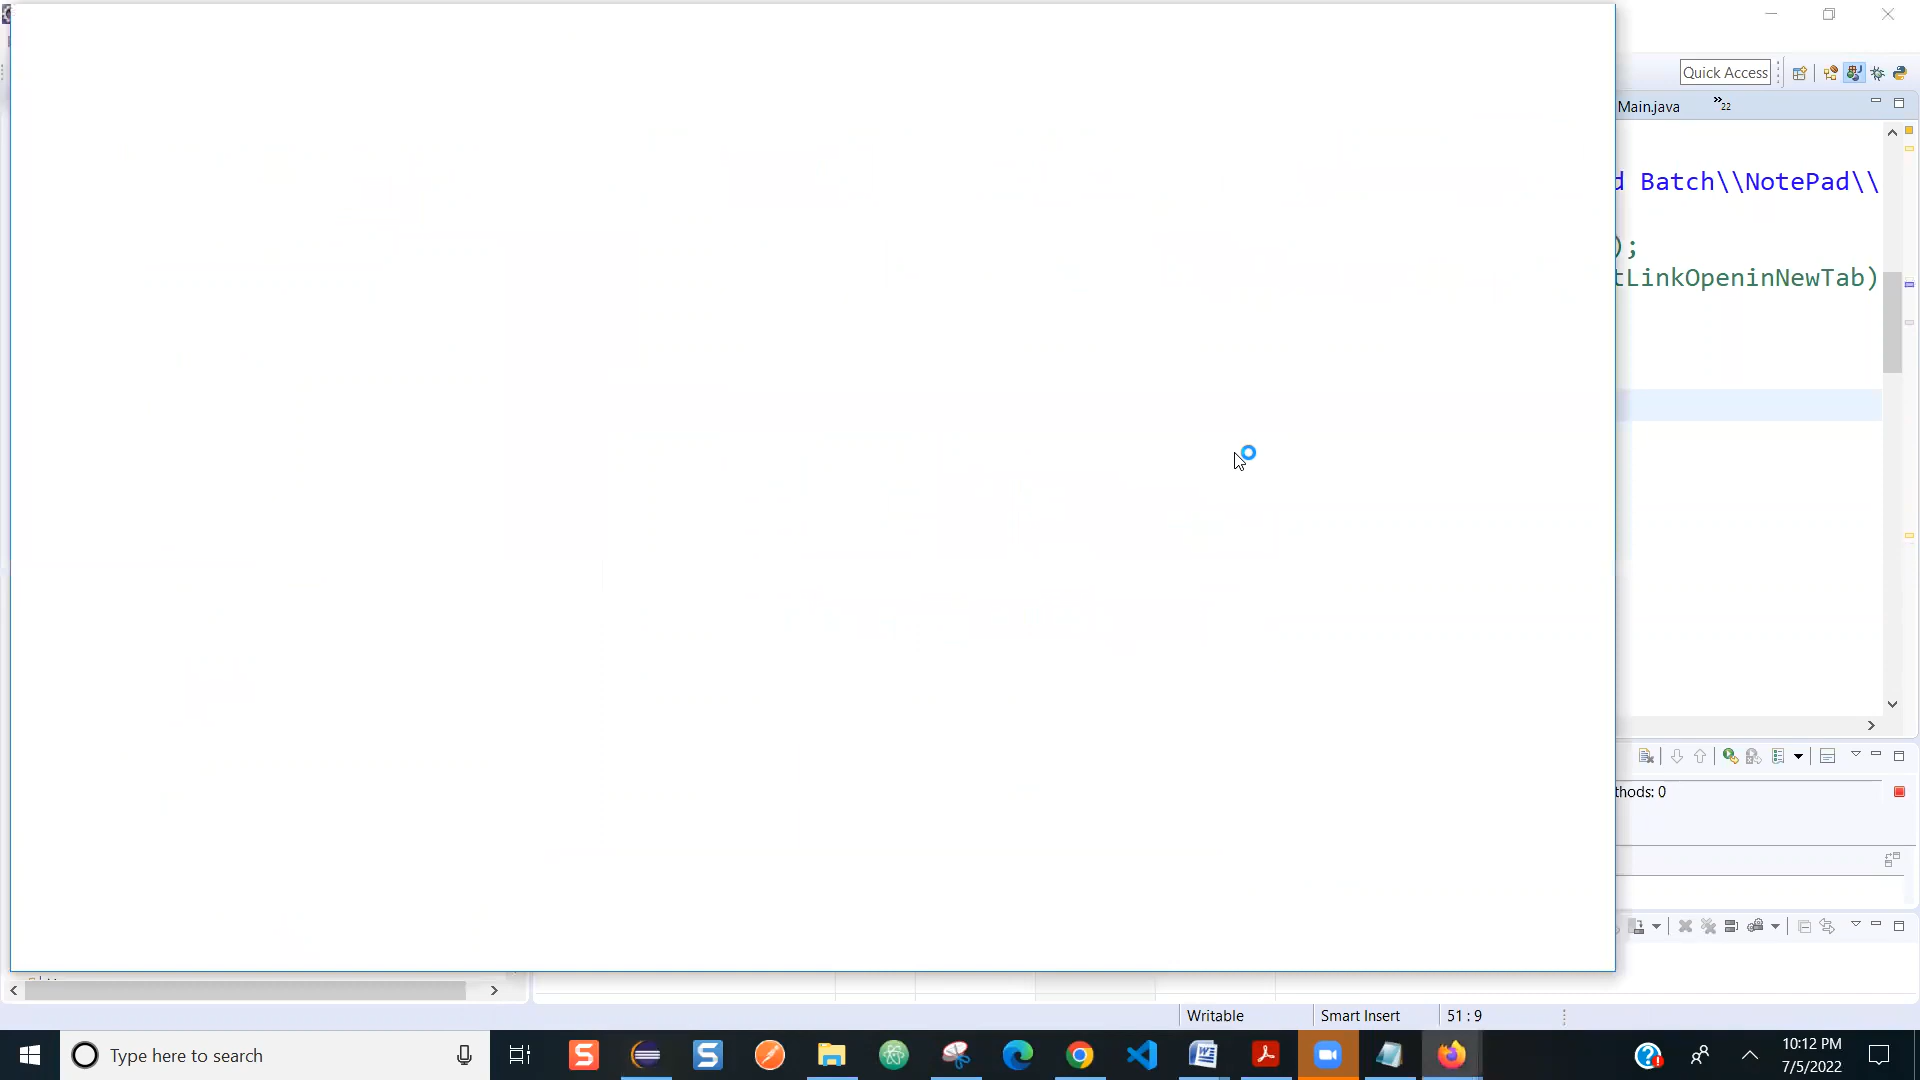 Quick Access
Main.java
22
d Batch\\NotePad\\
);
tLinkOpeninNewTab)
thods: 0
Writable
Smart Insert
51 : 9
Type here to search
10:12 PM
7/5/2022